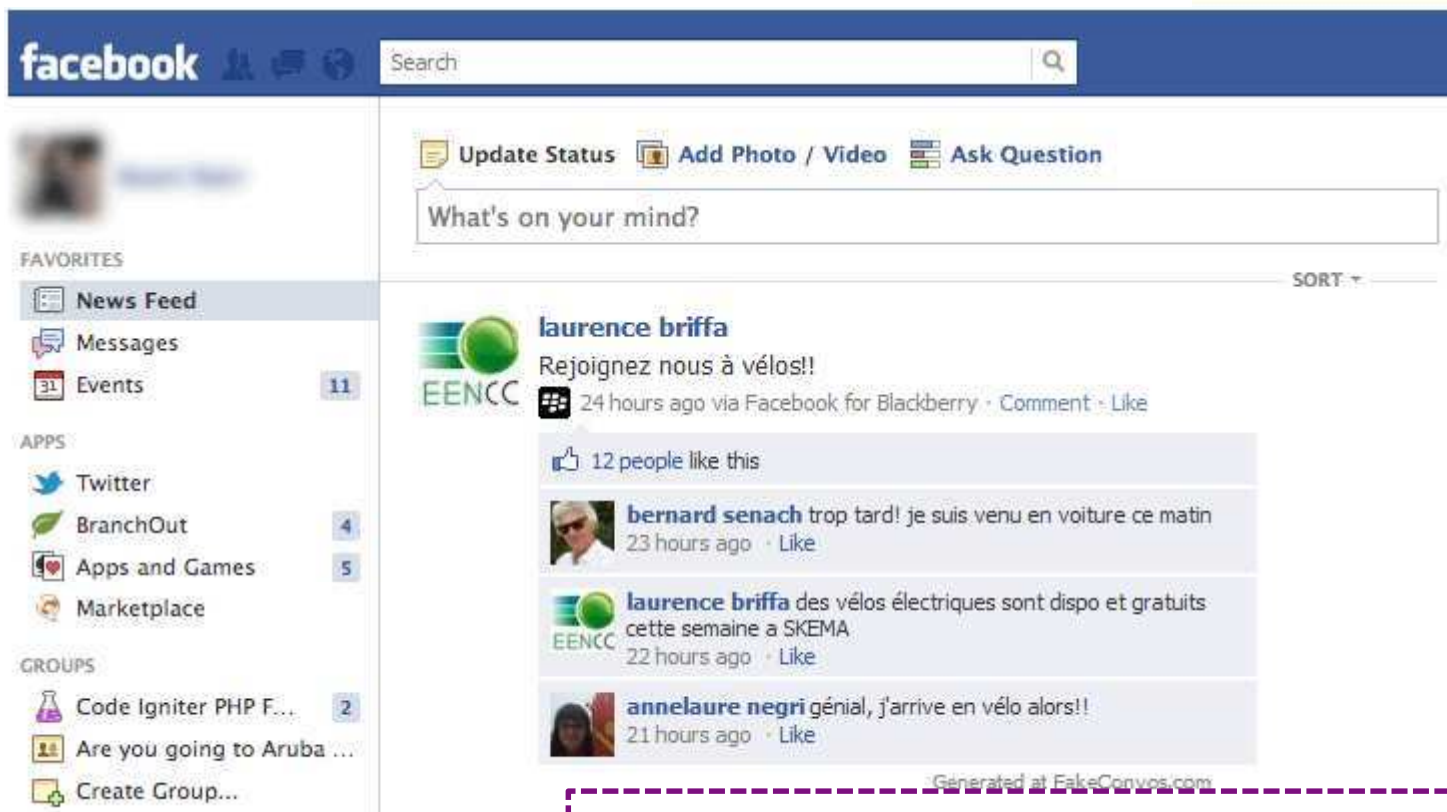 facebook
Search
Update Status Add Photo / Video Ask Question
What's on your mind?
FAVORITES
News Feed
Messages
31 Events 11
APPS
Twitter
BranchOut 4
Apps and Games 5
Marketplace
GROUPS
Code Igniter PHP F... 2
Are you going to Aruba ...
Create Group...
SORT
EENCC
laurence briffa
Rejoignez nous à vélos!!
24 hours ago via Facebook for Blackberry · Comment · Like
12 people like this
bernard senach trop tard! je suis venu en voiture ce matin
23 hours ago · Like
EENCC
laurence briffa des vélos électriques sont dispo et gratuits
cette semaine a SKEMA
22 hours ago · Like
annelaure negri génial, j'arrive en vélo alors!!
21 hours ago · Like
Generated at FakeConvos.com